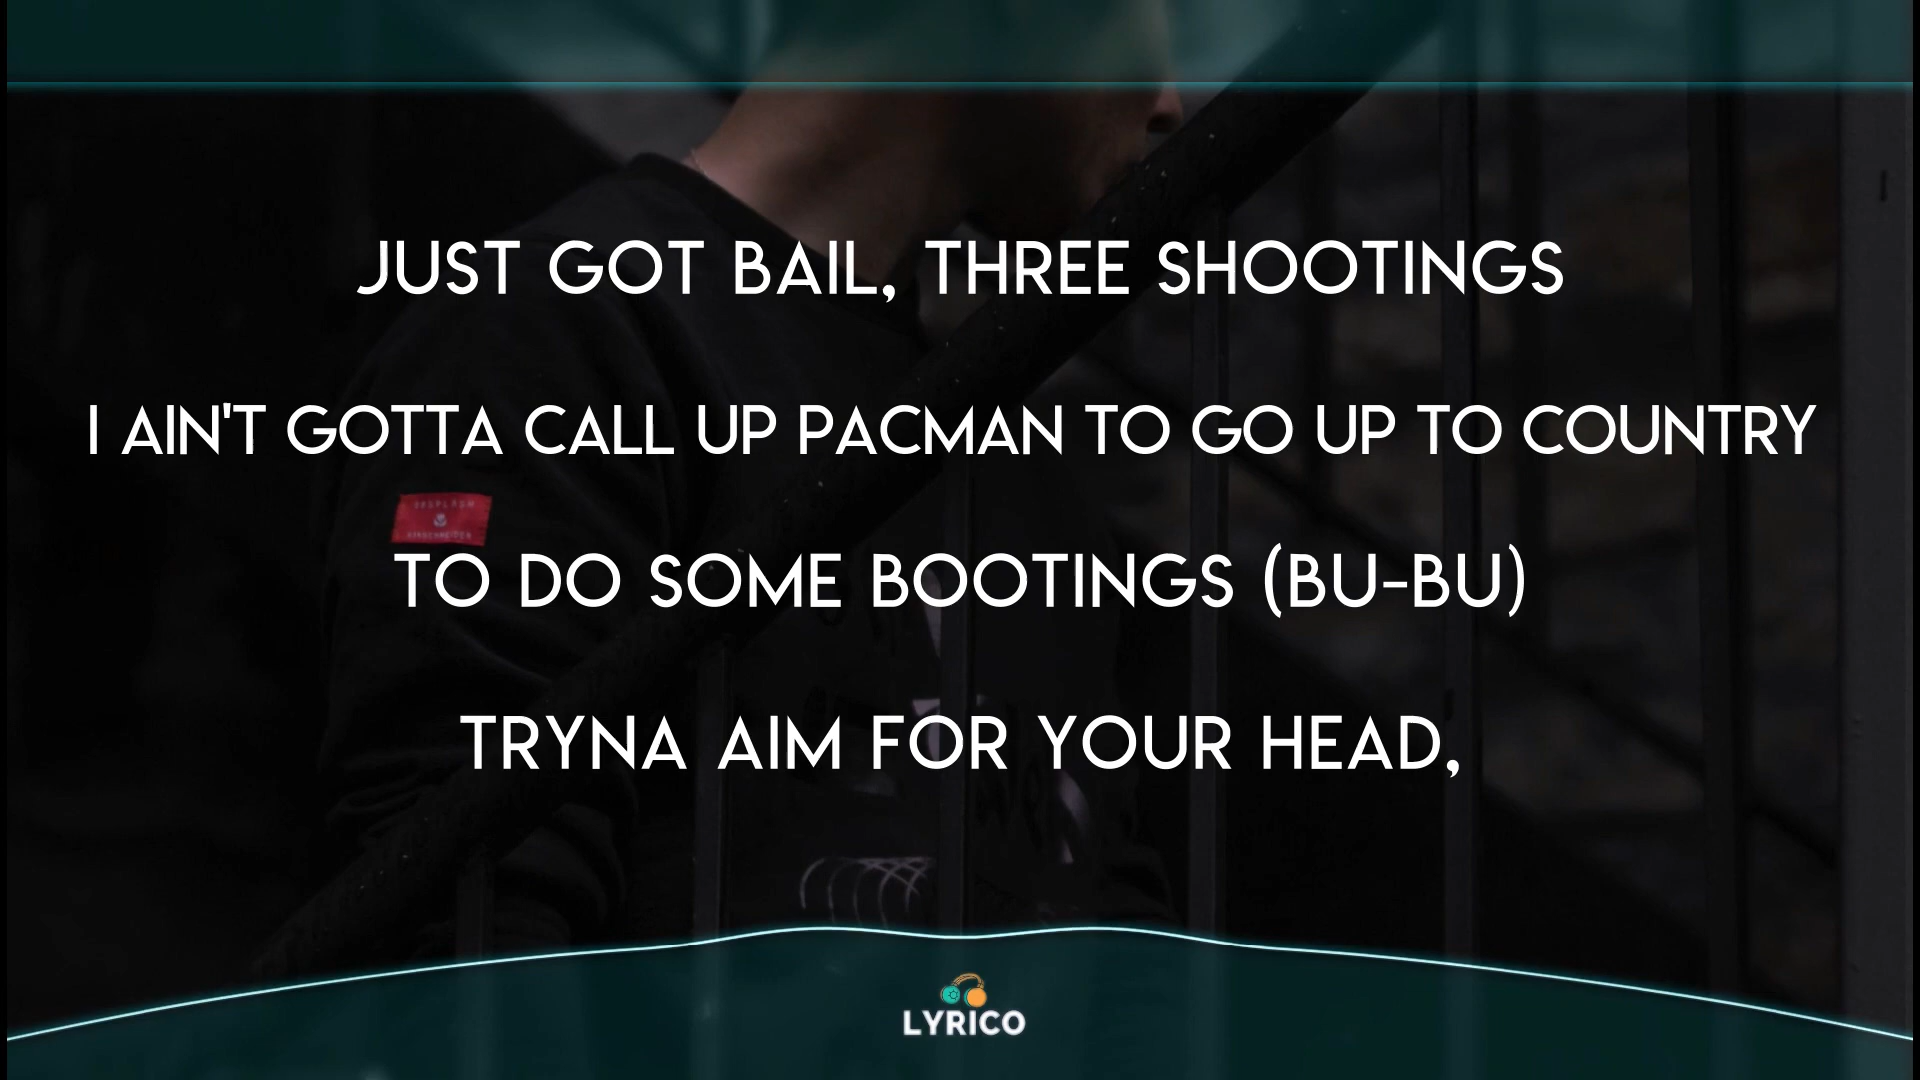 JUST GOT BAIL, THREE SHOOTINGS
I AIN'T GOTTA CALL UP PACMAN TO GO UP TO COUNTRY
TO DO SOME BOOTINGS (BU-BU)
TRYNA AIM FOR YOUR HEAD,
LYRICO